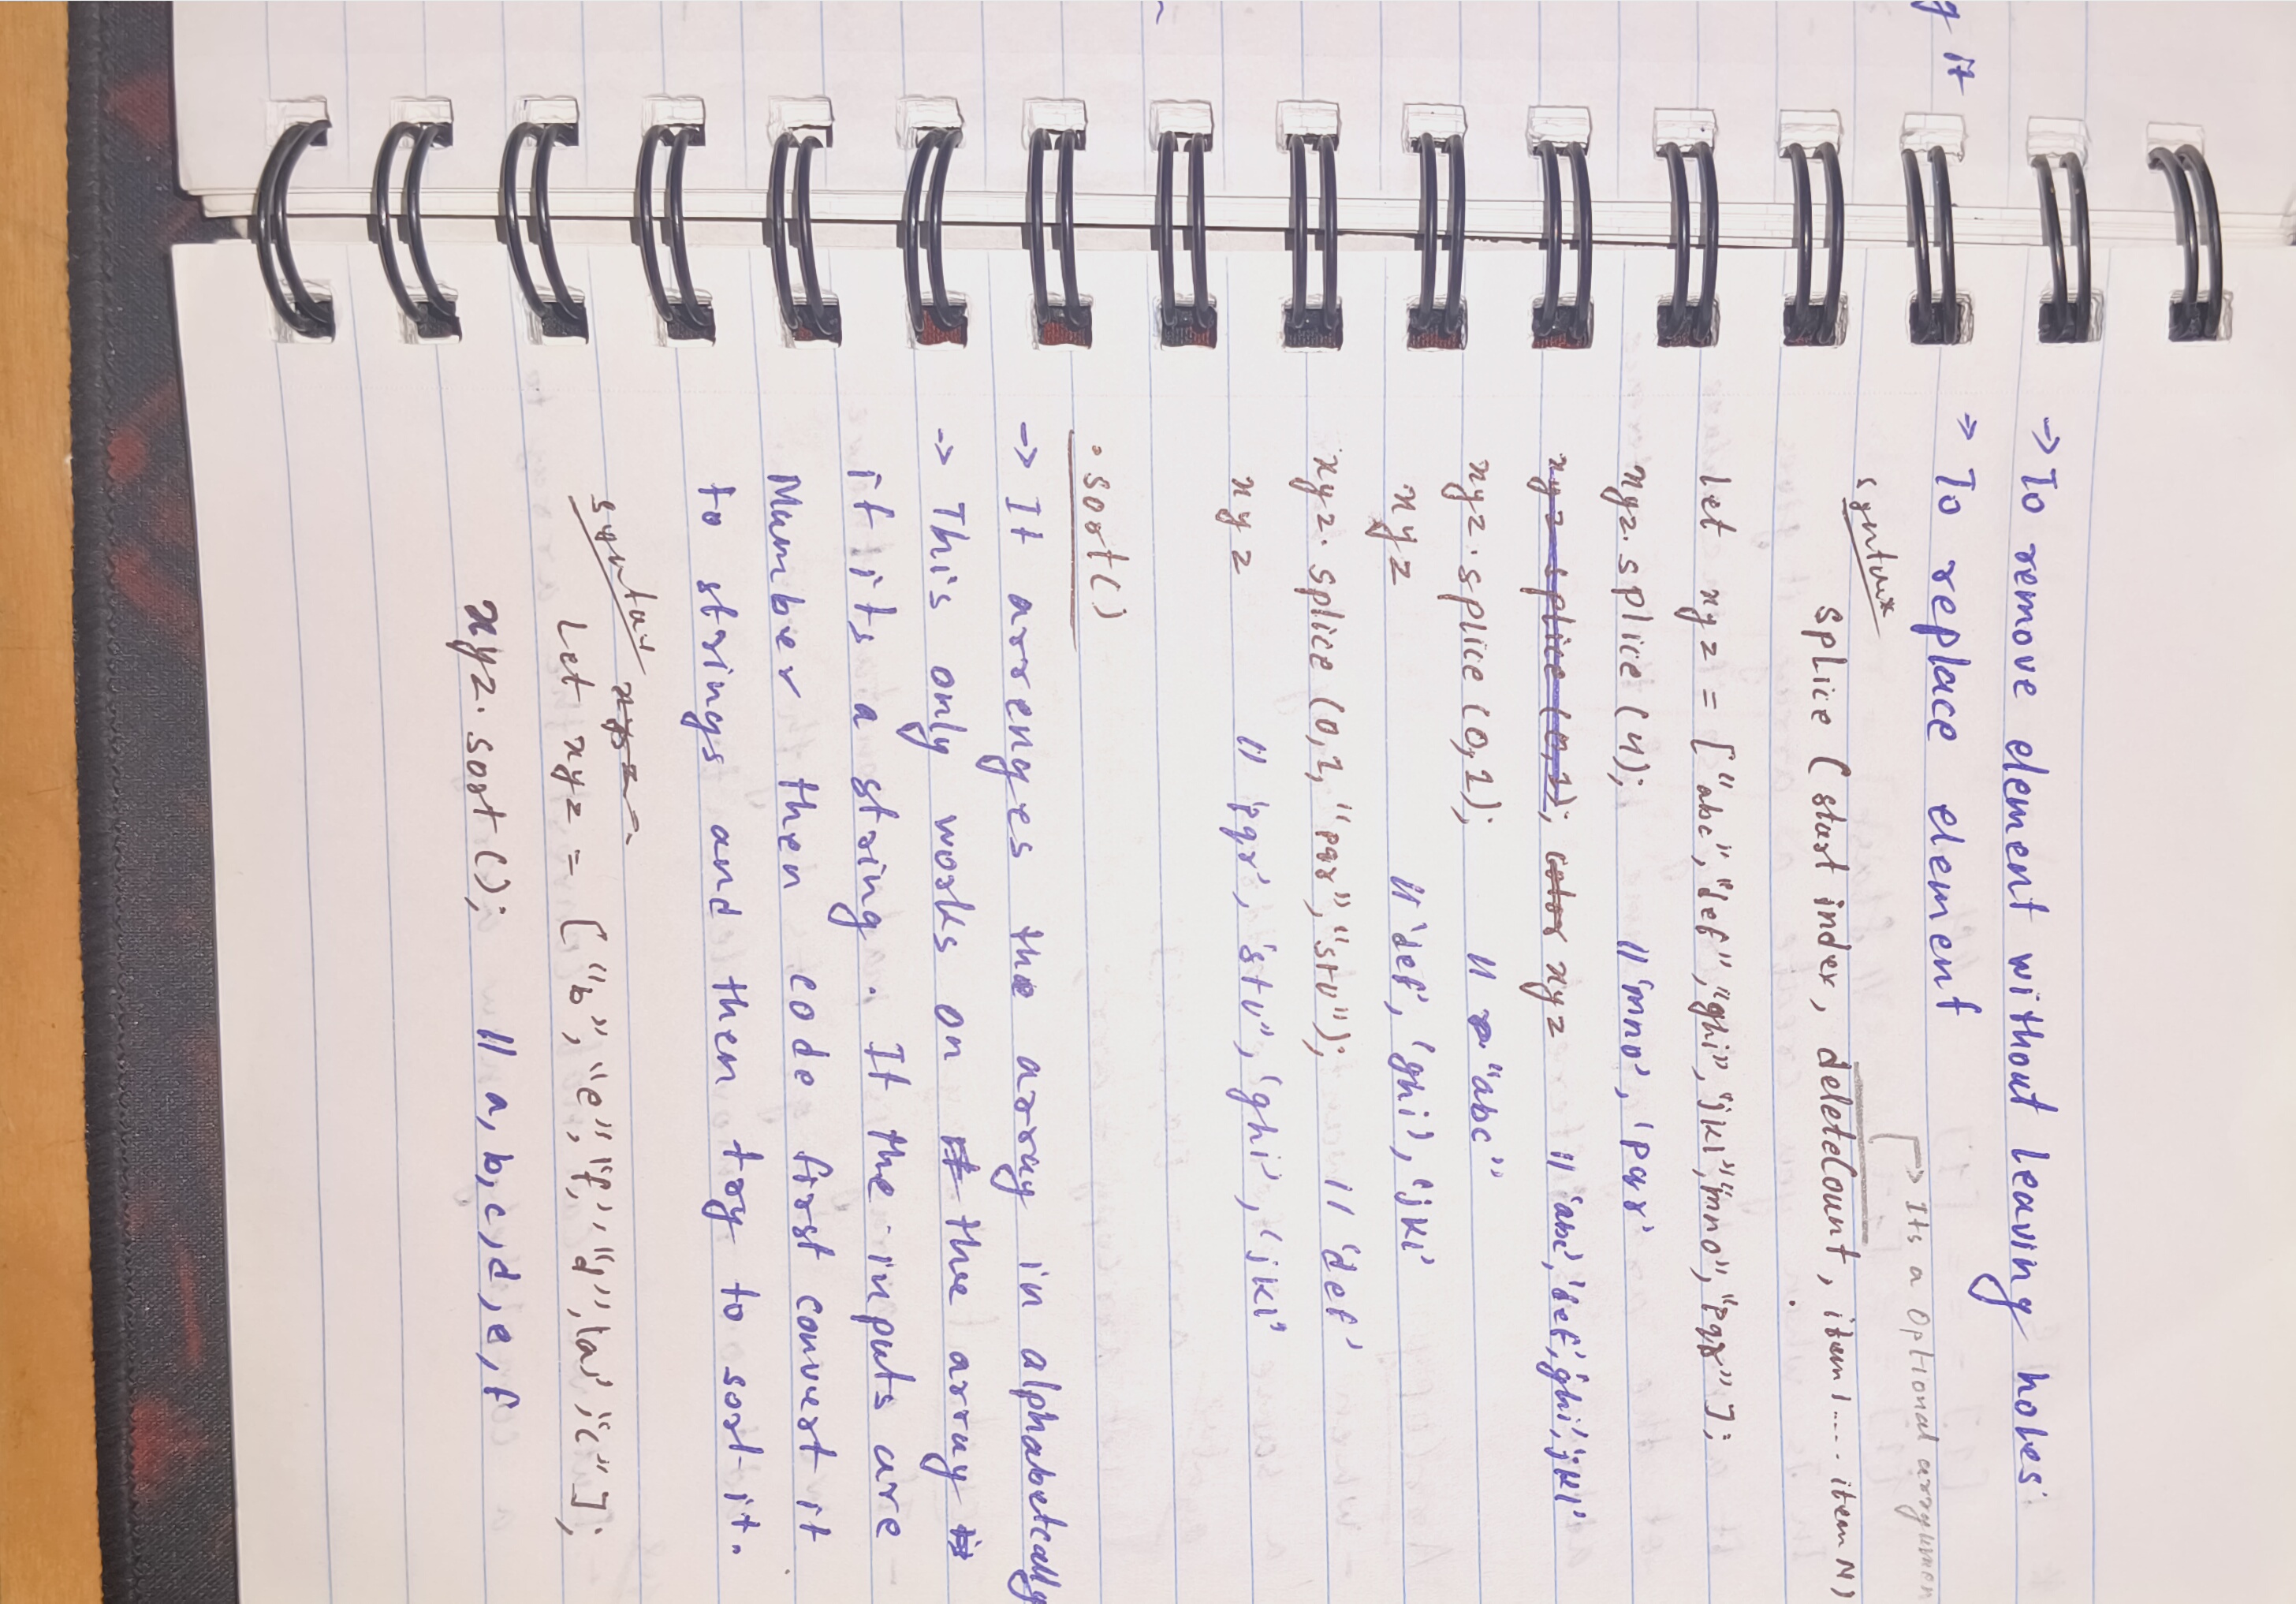 g it
→ To remove element without leaving holes
→ To replace element
→ Its a Optional arrgumen
syntax
splice (start index, deleteCount, item 1..... item N)
let xyz = ["abc", "def", "ghi", "jkl", "mno", "pqr"];
xyz.splice (4); // 'mno', 'pqr'
xyz splice (0,1); color xyz // 'abc', 'def', 'ghi', 'jkl'
xyz.splice (0,1); // "abc"
xyz // 'def', 'ghi', 'jkl'
xyz.splice (0,1, "pqr", "stu"); // 'def'
xyz // 'pqr', 'stu", 'ghi', 'jkl'
.sort()
→ It arrenges the array in alphabetcally
→ This only works on the array is
if its a string. If the inputs are
Number then code first convert it
to strings and then try to sort it.
syntax xyz
Let xyz = ["b", "e", "f", "d", 'a', "c"];
xyz.sort(); // a, b, c, d, e, f